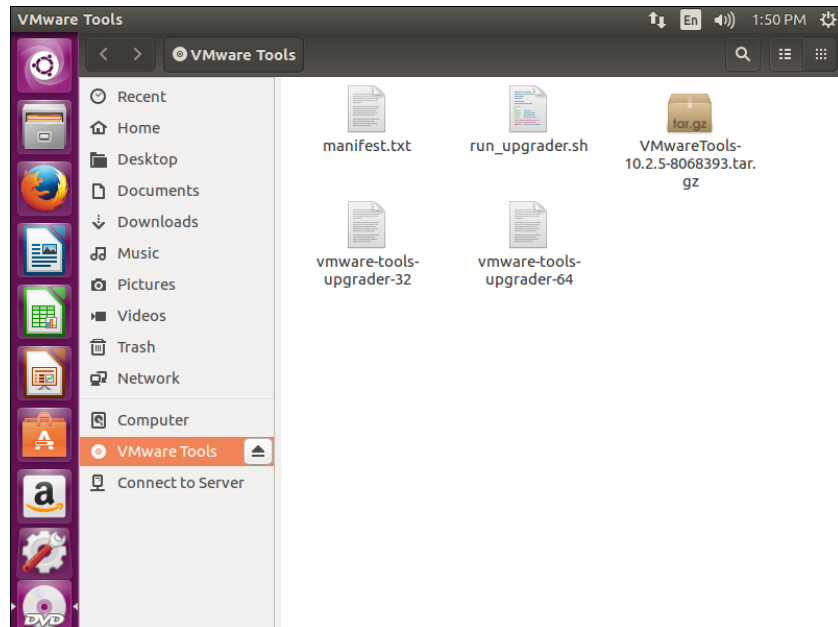 VMware Tools
En
1:50 PM
VMware Tools
Recent
Home
Desktop
Documents
Downloads
Music
Pictures
Videos
Trash
Network
Computer
VMware Tools
Connect to Server
manifest.txt
run_upgrader.sh
tar.gz
VMwareTools-
10.2.5-8068393.tar.
gz
vmware-tools-
upgrader-32
vmware-tools-
upgrader-64
A
a
DVD